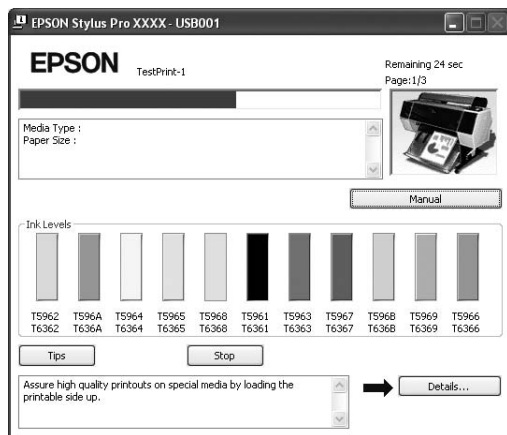 EPSON Stylus Pro XXXX - USB001
EPSON
TestPrint-1
Remaining 24 sec
Page:1/3
Media Type :
Paper Size :
Manual
Ink Levels
T5962 T596A T5964 T5965 T5968 T5961 T5963 T5967 T596B T5969 T5966
T6362 T636A T6364 T6365 T6368 T6361 T6363 T6367 T636B T6369 T6366
Tips
Stop
Assure high quality printouts on special media by loading the
printable side up.
Details...